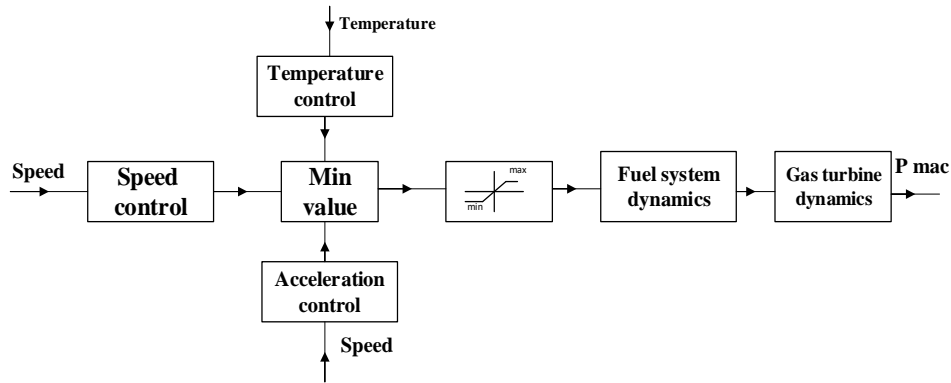 Temperature
Temperature
control
Speed
Speed
control
Min
value
max
min
Fuel system
dynamics
Gas turbine
dynamics
P mac
Acceleration
control
Speed